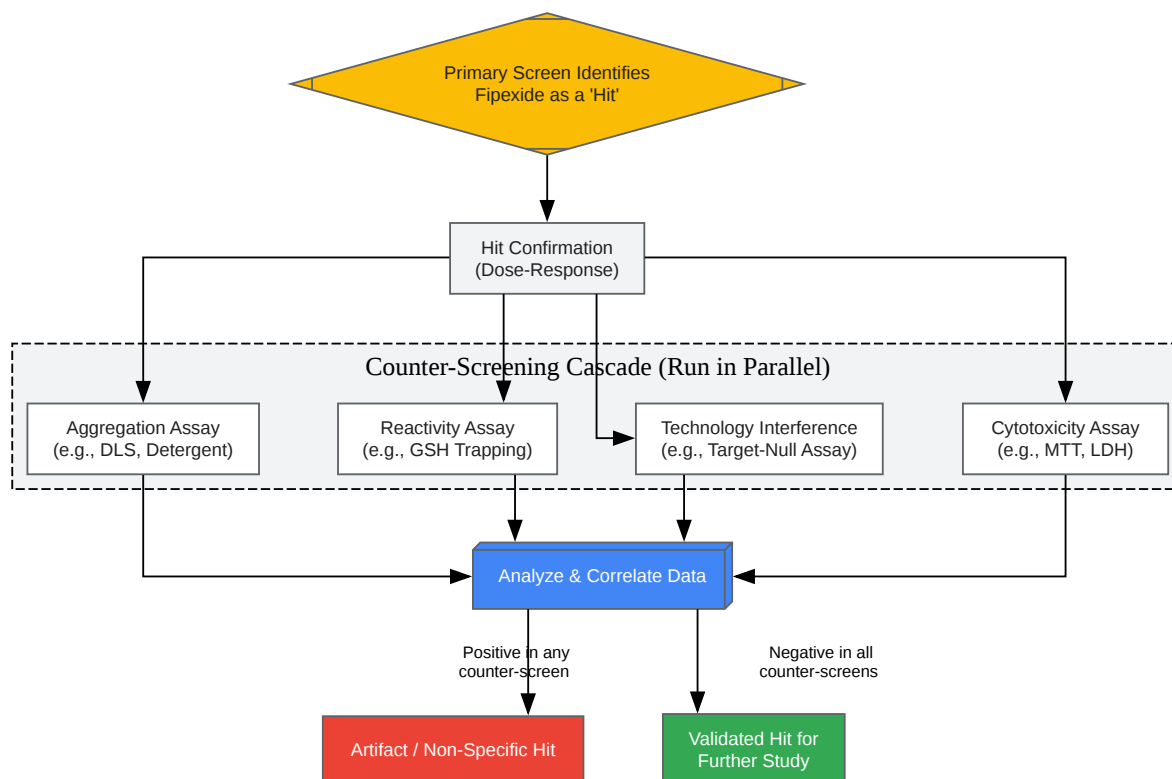 Primary Screen Identifies
Fipexide as a 'Hit'
Hit Confirmation
(Dose-Response)
Counter-Screening Cascade (Run in Parallel)
Aggregation Assay
(e.g., DLS, Detergent)
Reactivity Assay
(e.g., GSH Trapping)
Technology Interference
(e.g., Target-Null Assay)
Cytotoxicity Assay
(e.g., MTT, LDH)
Analyze & Correlate Data
Positive in any
counter-screen
Negative in all
counter-screens
Artifact / Non-Specific Hit
Validated Hit for
Further Study